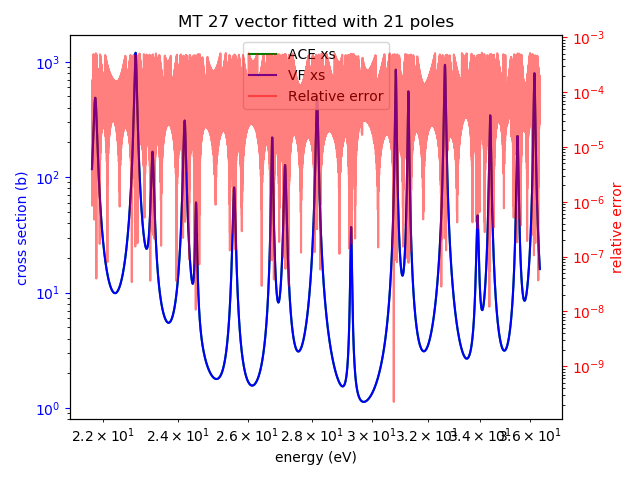 MT 27 vector fitted with 21 poles
ACE xs
VF xs
Relative error
cross section (b)
10³
10²
10¹
10⁰
relative error
10⁻³
10⁻⁴
10⁻⁵
10⁻⁶
10⁻⁷
10⁻⁸
10⁻⁹
2.2 × 10¹ 2.4 × 10¹ 2.6 × 10¹ 2.8 × 10¹ 3 × 10¹ 3.2 × 10¹ 3.4 × 10¹ 3.6 × 10¹
energy (eV)